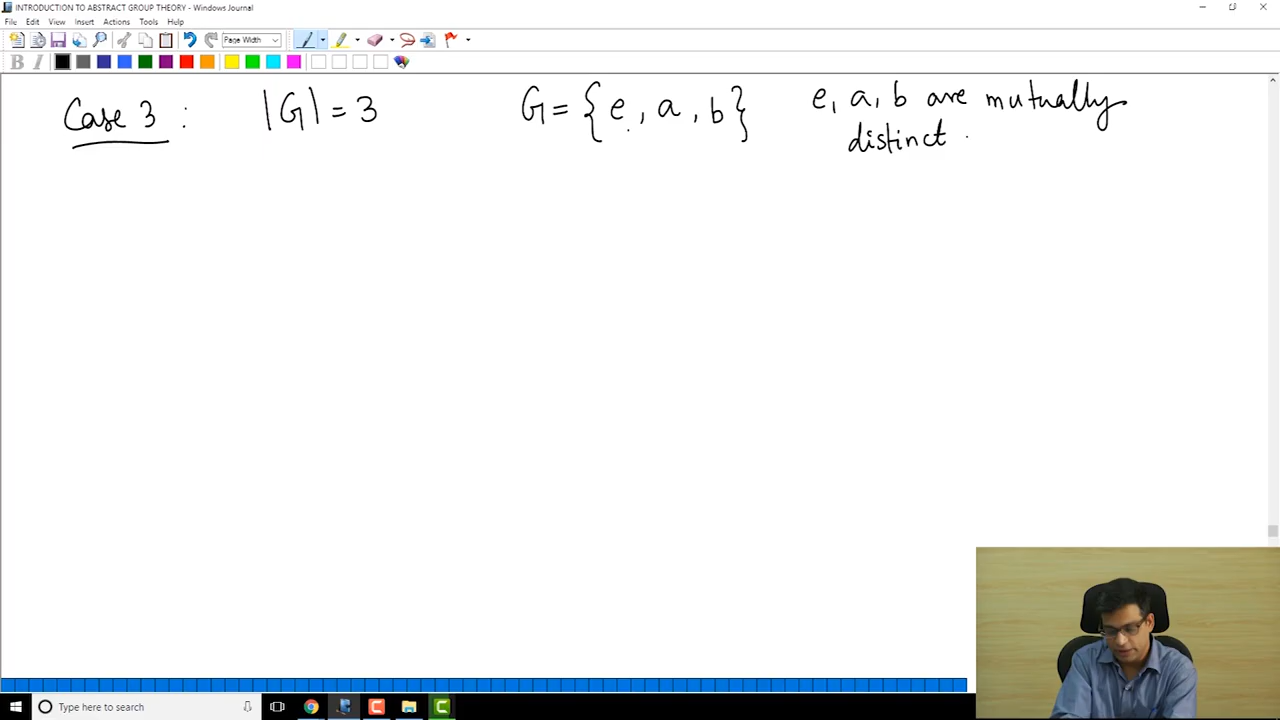 INTRODUCTION TO ABSTRACT GROUP THEORY - Windows Journal
File Edit View Insert Actions Tools Help
Page Width
B I
Case 3 : |G| = 3 G = {e, a, b} e, a, b are mutually
distinct .
Type here to search